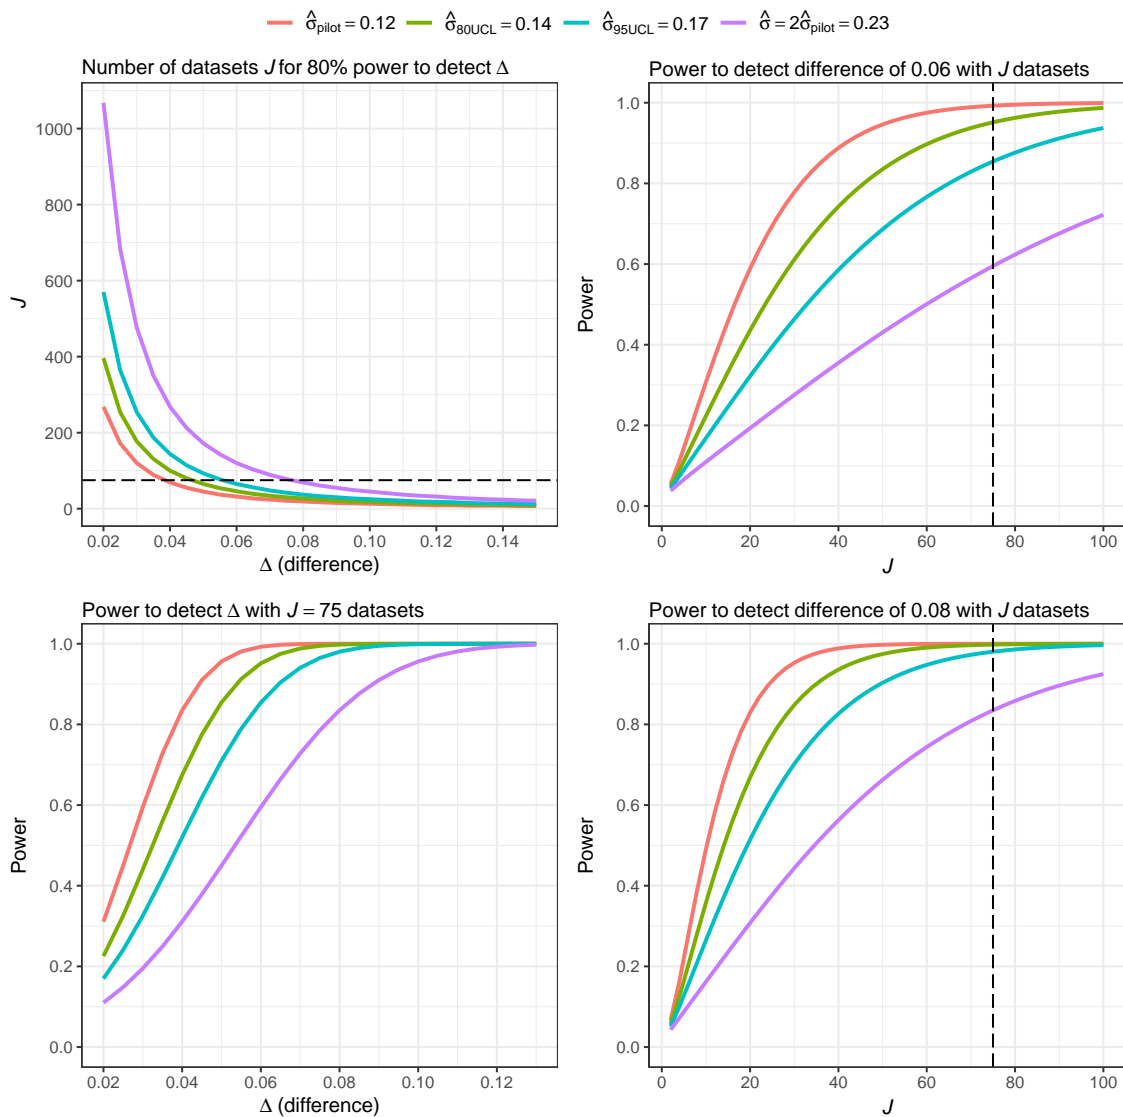 σ̂pilot = 0.12 σ̂80UCL = 0.14 σ̂95UCL = 0.17 σ̂ = 2σ̂pilot = 0.23
Number of datasets J for 80% power to detect Δ
1000
800
600
400
200
0
J
0.02 0.04 0.06 0.08 0.10 0.12 0.14
Δ (difference)
Power to detect difference of 0.06 with J datasets
1.0
0.8
0.6
0.4
0.2
0.0
Power
0 20 40 60 80 100
J
Power to detect Δ with J = 75 datasets
1.0
0.8
0.6
0.4
0.2
0.0
Power
0.02 0.04 0.06 0.08 0.10 0.12
Δ (difference)
Power to detect difference of 0.08 with J datasets
1.0
0.8
0.6
0.4
0.2
0.0
Power
0 20 40 60 80 100
J